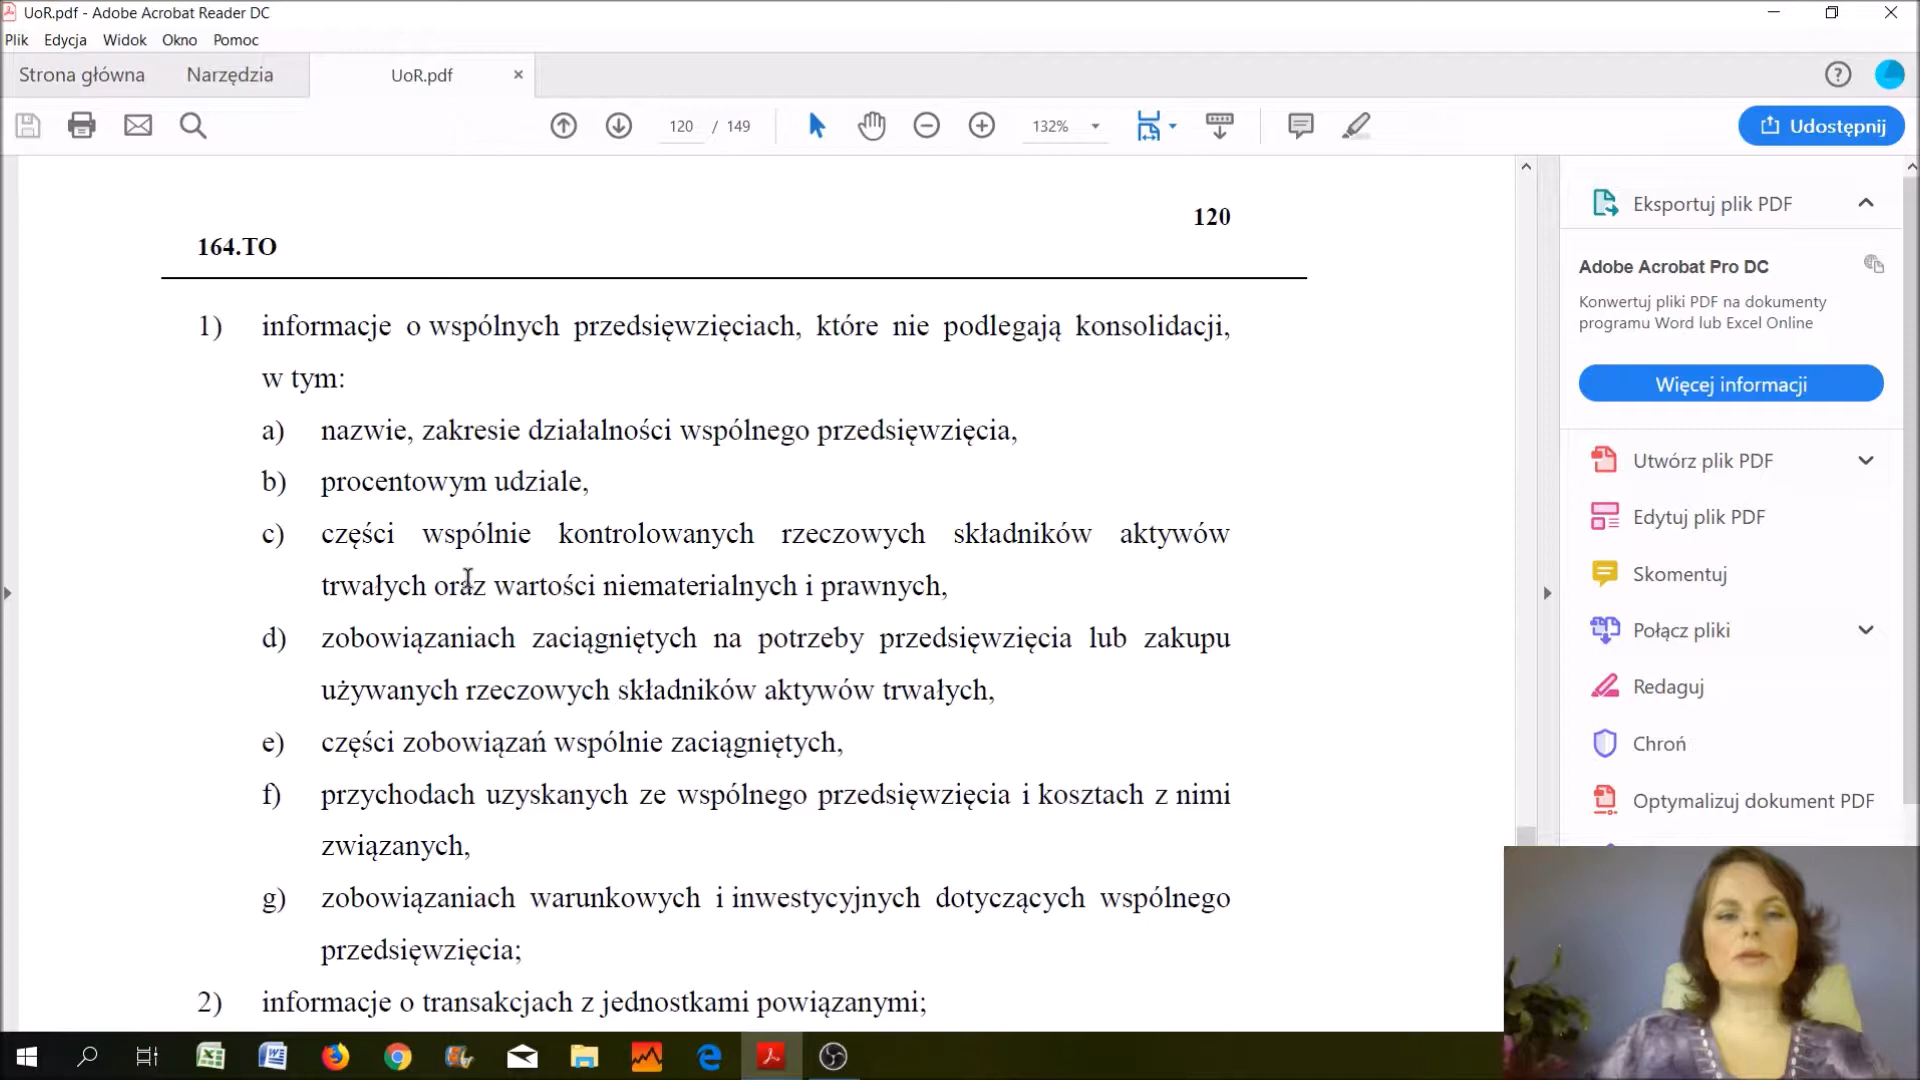 UoR.pdf - Adobe Acrobat Reader DC
Plik Edycja Widok Okno Pomoc
Strona główna Narzędzia UoR.pdf ×
120 / 149 132% Udostępnij
120
164.TO
1) informacje o wspólnych przedsięwzięciach, które nie podlegają konsolidacji,
w tym:
a) nazwie, zakresie działalności wspólnego przedsięwzięcia,
b) procentowym udziale,
c) części wspólnie kontrolowanych rzeczowych składników aktywów
trwałych oraz wartości niematerialnych i prawnych,
d) zobowiązaniach zaciągniętych na potrzeby przedsięwzięcia lub zakupu
używanych rzeczowych składników aktywów trwałych,
e) części zobowiązań wspólnie zaciągniętych,
f) przychodach uzyskanych ze wspólnego przedsięwzięcia i kosztach z nimi
związanych,
g) zobowiązaniach warunkowych i inwestycyjnych dotyczących wspólnego
przedsięwzięcia;
2) informacje o transakcjach z jednostkami powiązanymi;
Eksportuj plik PDF
Adobe Acrobat Pro DC
Konwertuj pliki PDF na dokumenty
programu Word lub Excel Online
Więcej informacji
Utwórz plik PDF
Edytuj plik PDF
Skomentuj
Połącz pliki
Redaguj
Chroń
Optymalizuj dokument PDF